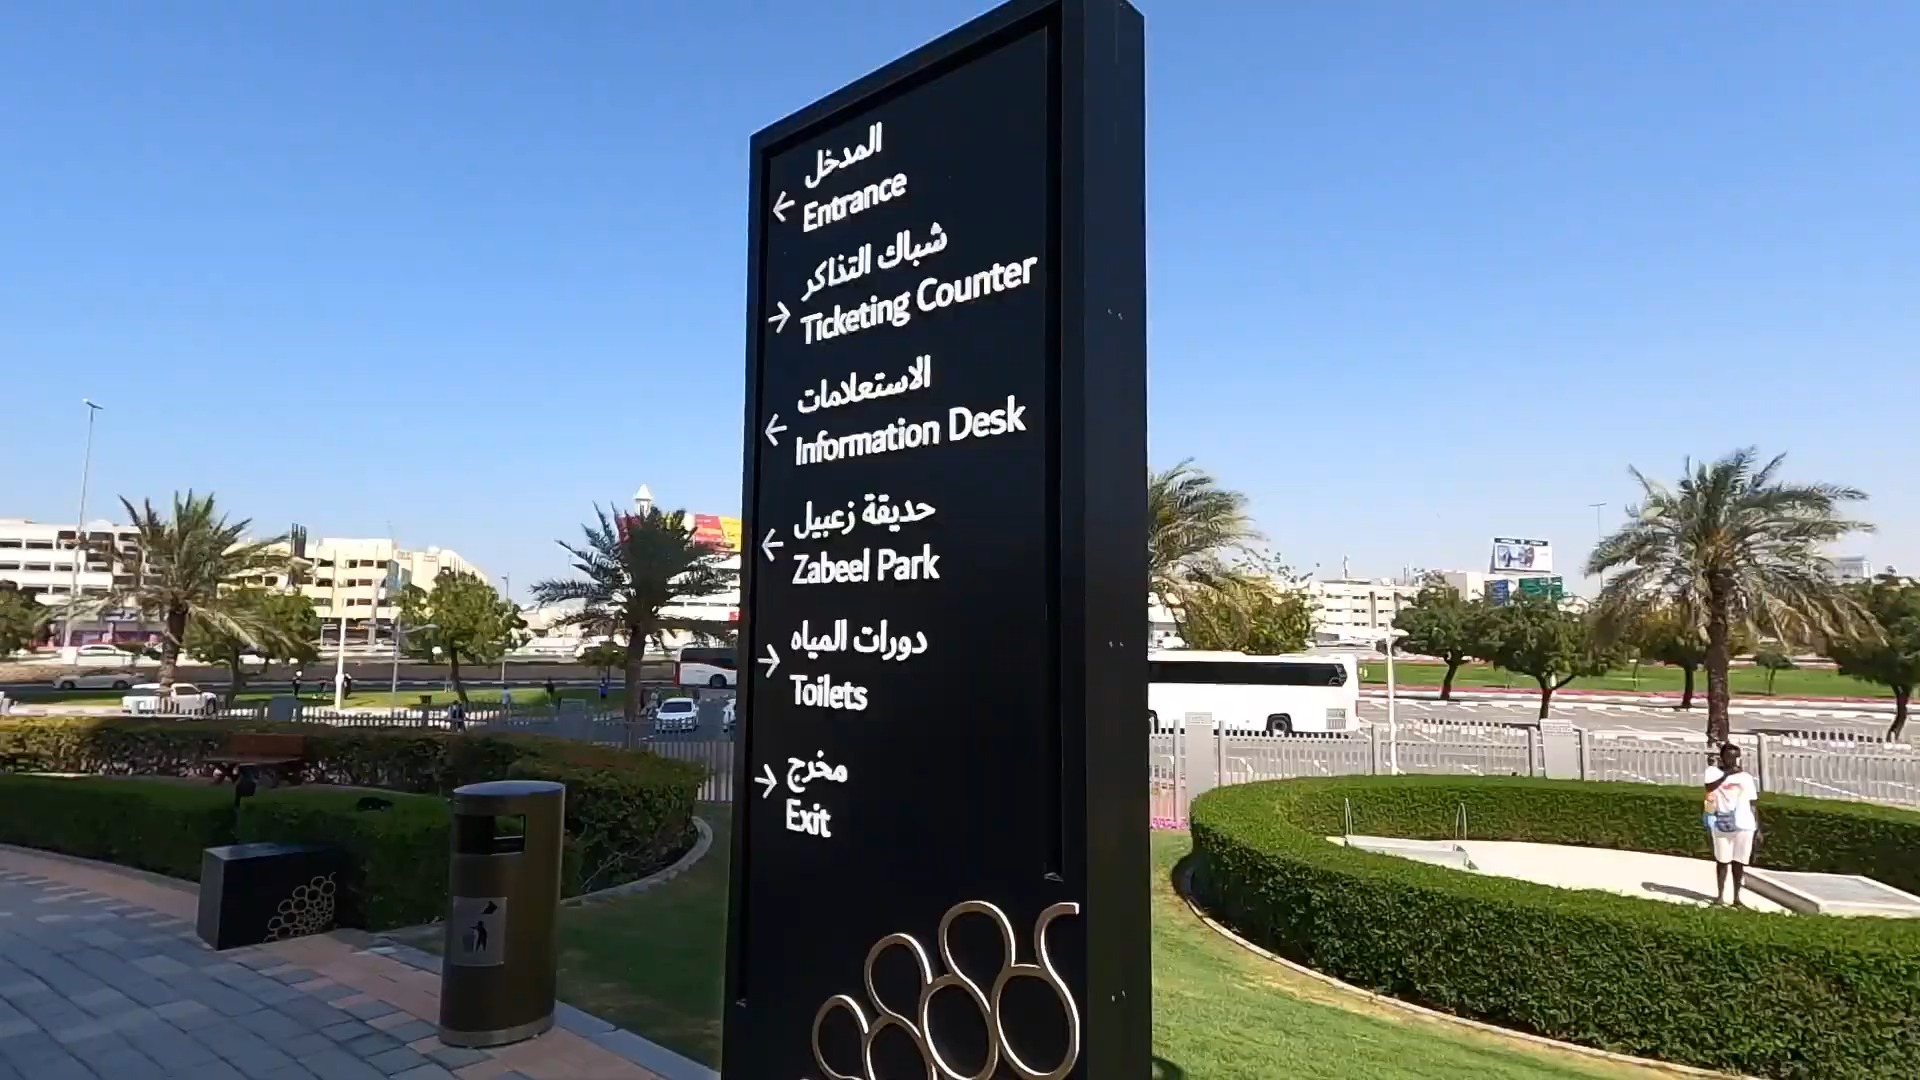 المدخل
← Entrance
شباك التذاكر
→ Ticketing Counter
الاستعلامات
← Information Desk
حديقة زعبيل
← Zabeel Park
دورات المياه
→ Toilets
مخرج
→ Exit